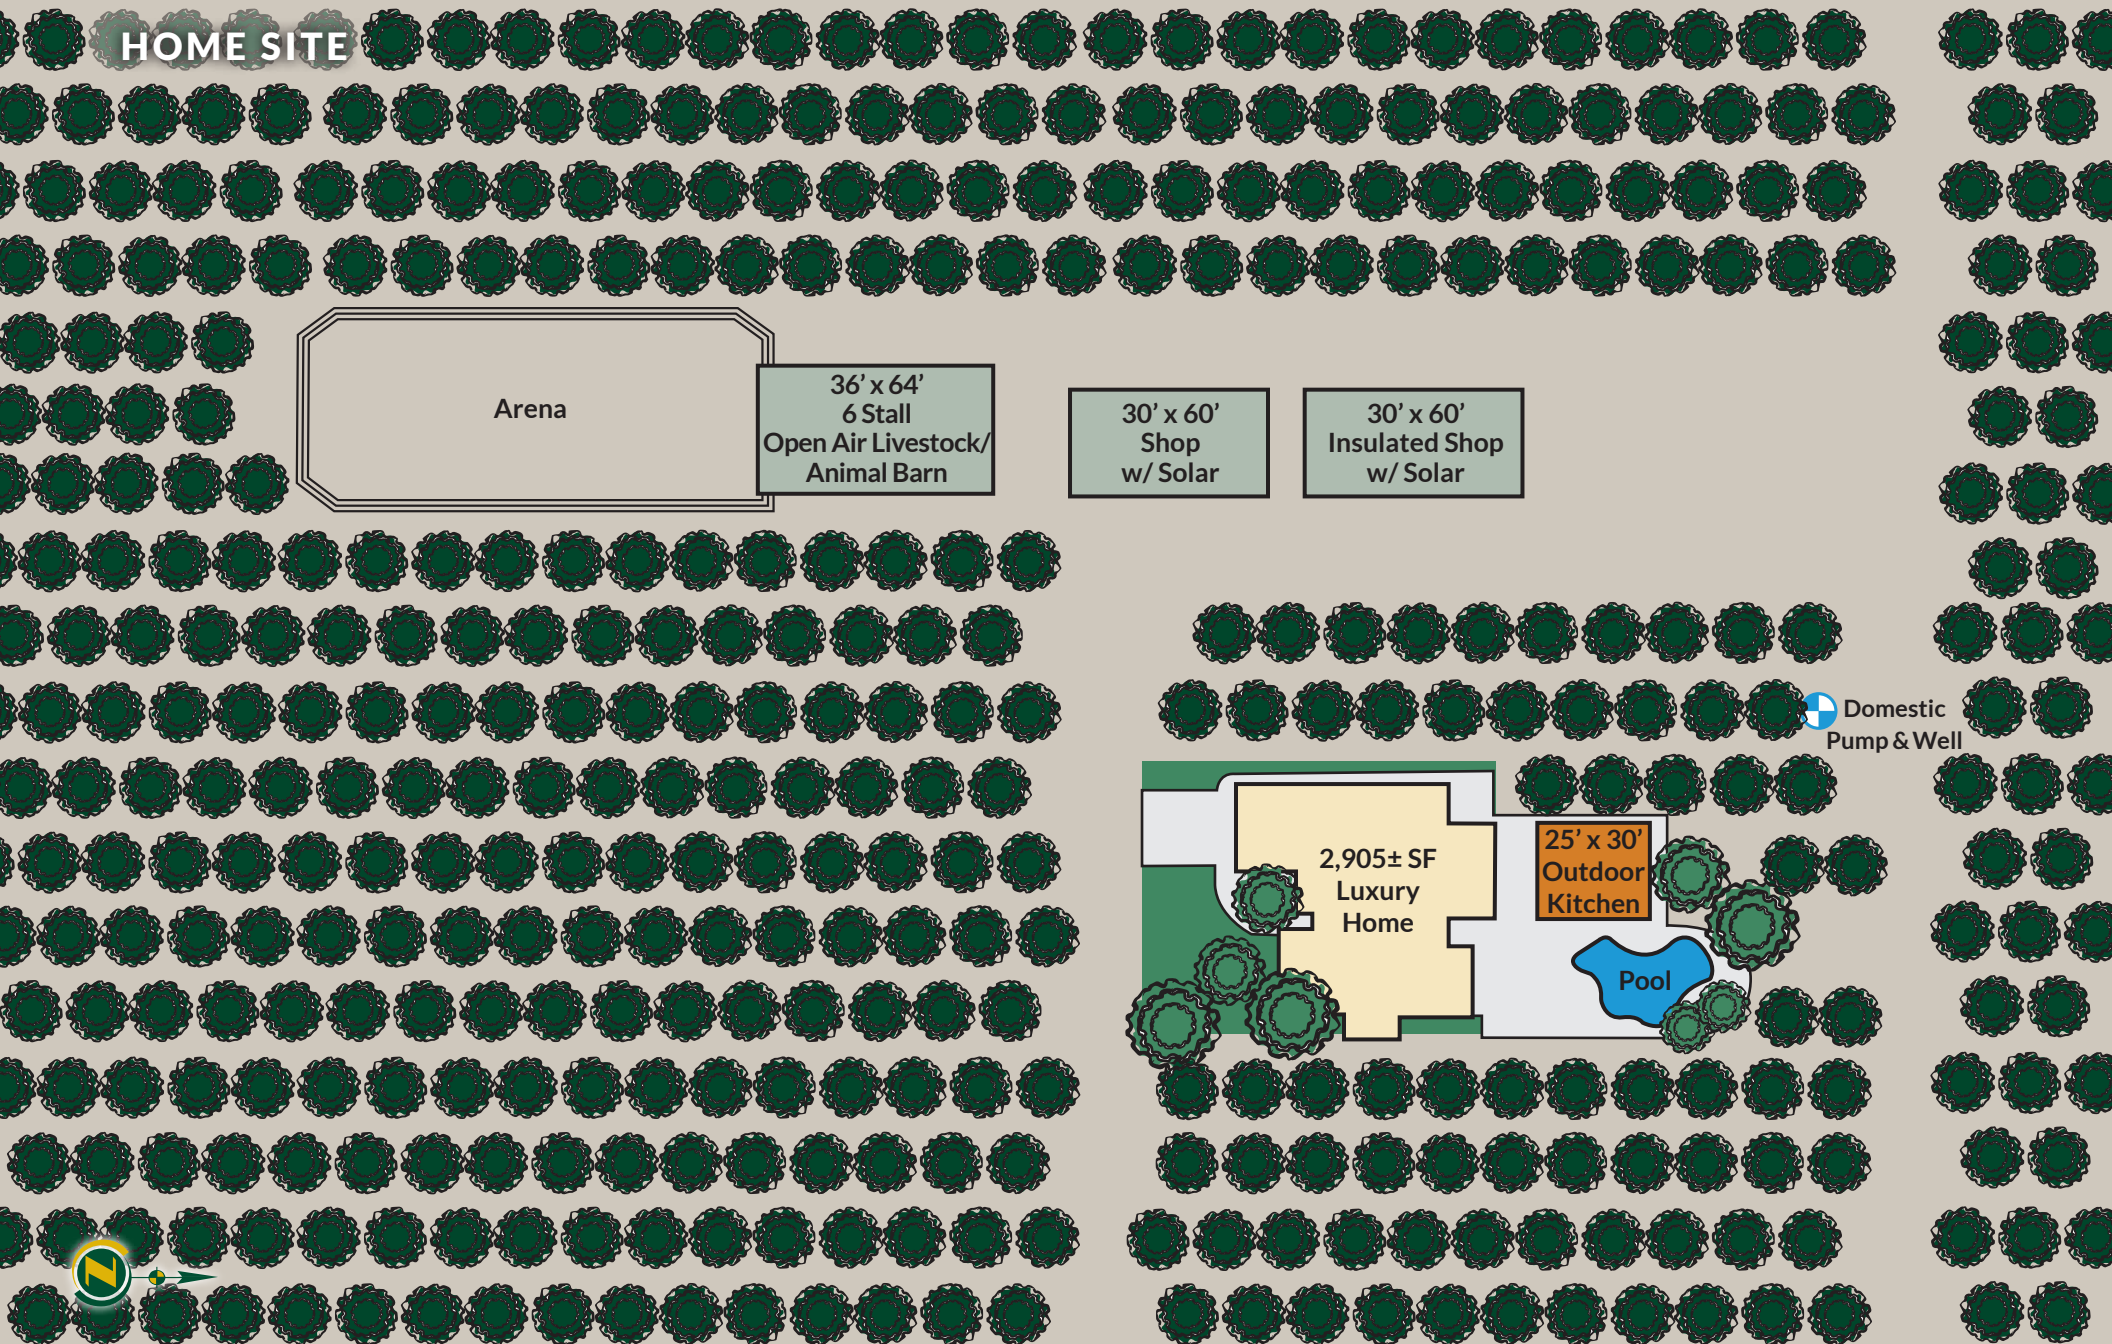 HOME SITE
Arena
36’ x 64’
6 Stall
Open Air Livestock/
Animal Barn
30’ x 60’
Shop
w/ Solar
30’ x 60’
Insulated Shop
w/ Solar
Domestic
Pump & Well
2,905± SF
Luxury
Home
25’ x 30’
Outdoor
Kitchen
Pool
N